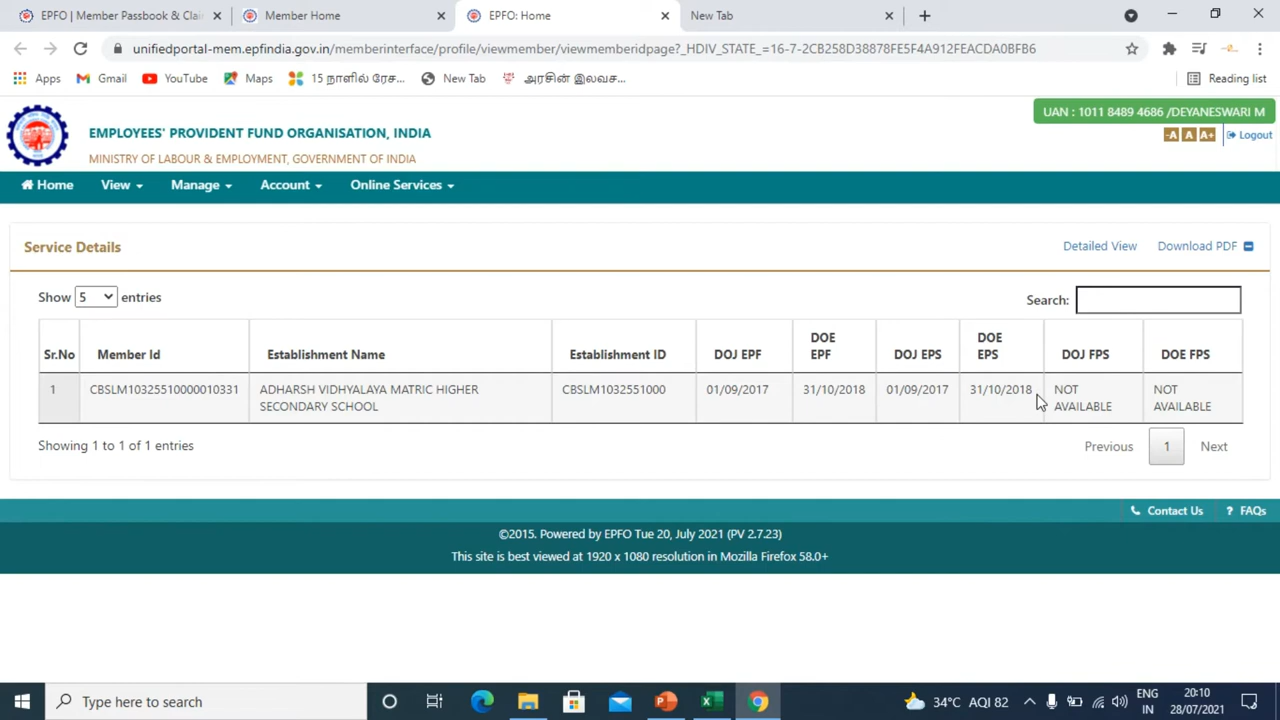 EPFO | Member Passbook & Clai
Member Home
EPFO: Home
New Tab
unifiedportal-mem.epfindia.gov.in/memberinterface/profile/viewmember/viewmemberidpage?_HDIV_STATE_=16-7-2CB258D38878FE5F4A912FEACDA0BFB6
Apps
Gmail
YouTube
Maps
15 நாளில் ரேச...
New Tab
அரசின் இலவச...
Reading list
UAN : 1011 8489 4686 /DEYANESWARI M
EMPLOYEES' PROVIDENT FUND ORGANISATION, INDIA
-A A A+ Logout
MINISTRY OF LABOUR & EMPLOYMENT, GOVERNMENT OF INDIA
Home View Manage Account Online Services
Service Details
Detailed View Download PDF
Show 5 entries
Search:
Sr.No Member Id Establishment Name Establishment ID DOJ EPF DOE EPF DOJ EPS DOE EPS DOJ FPS DOE FPS
1 CBSLM10325510000010331 ADHARSH VIDHYALAYA MATRIC HIGHER SECONDARY SCHOOL CBSLM1032551000 01/09/2017 31/10/2018 01/09/2017 31/10/2018 NOT AVAILABLE NOT AVAILABLE
Showing 1 to 1 of 1 entries
Previous 1 Next
Contact Us ? FAQs
©2015. Powered by EPFO Tue 20, July 2021 (PV 2.7.23)
This site is best viewed at 1920 x 1080 resolution in Mozilla Firefox 58.0+
Type here to search
34°C AQI 82
ENG
IN
20:10
28/07/2021